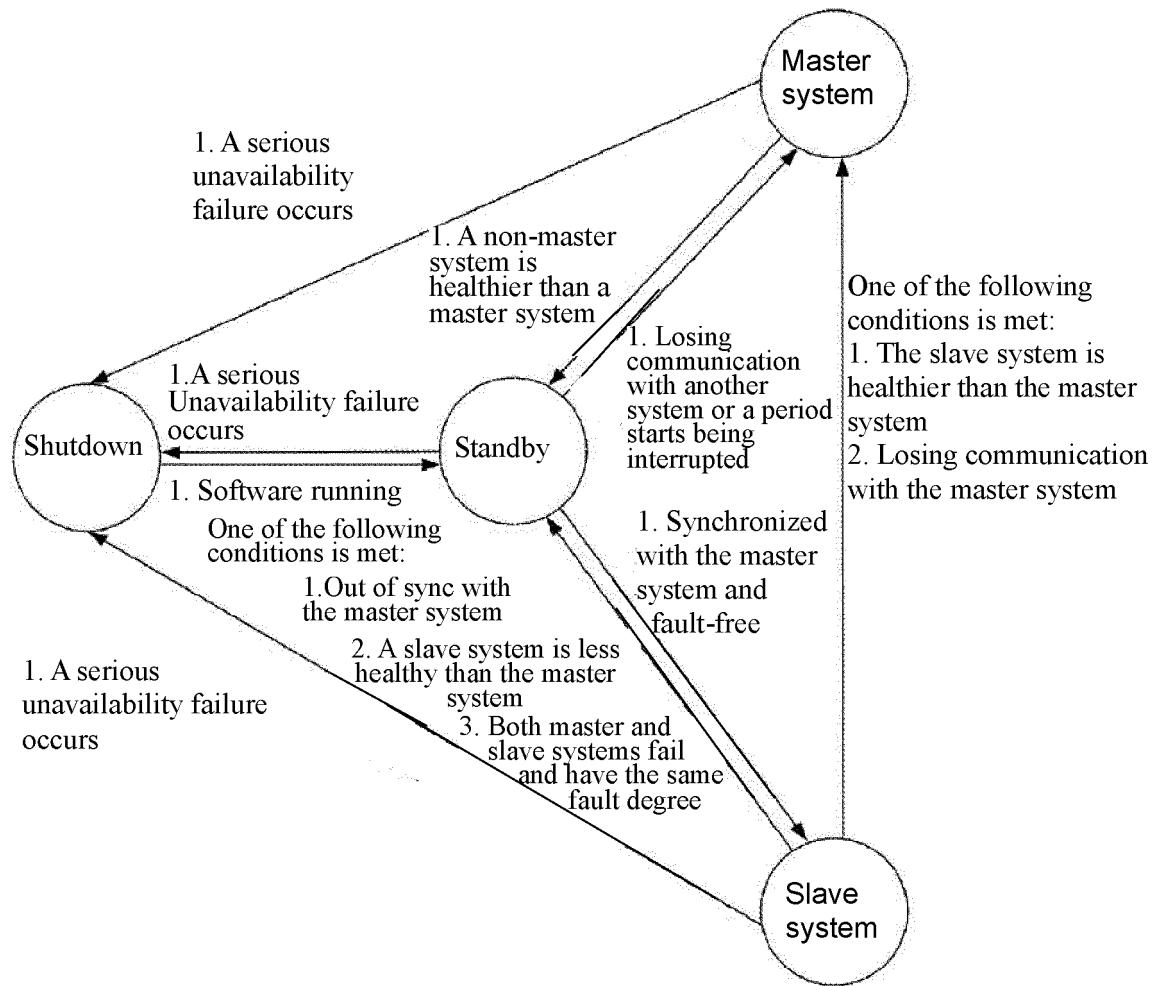 Master
system
1. A serious
unavailability
failure occurs
1. A non-master
system is
healthier than a
master system
One of the following
conditions is met:
1. The slave system is
healthier than the master
system
2. Losing communication
with the master system
1. Losing
communication
with another
system or a period
starts being
interrupted
1.A serious
Unavailability failure
occurs
Shutdown
Standby
1. Software running
One of the following
conditions is met:
1.Out of sync with
the master system
2. A slave system is less
healthy than the master
system
3. Both master and
slave systems fail
and have the same
fault degree
1. Synchronized
with the master
system and
fault-free
1. A serious
unavailability failure
occurs
Slave
system